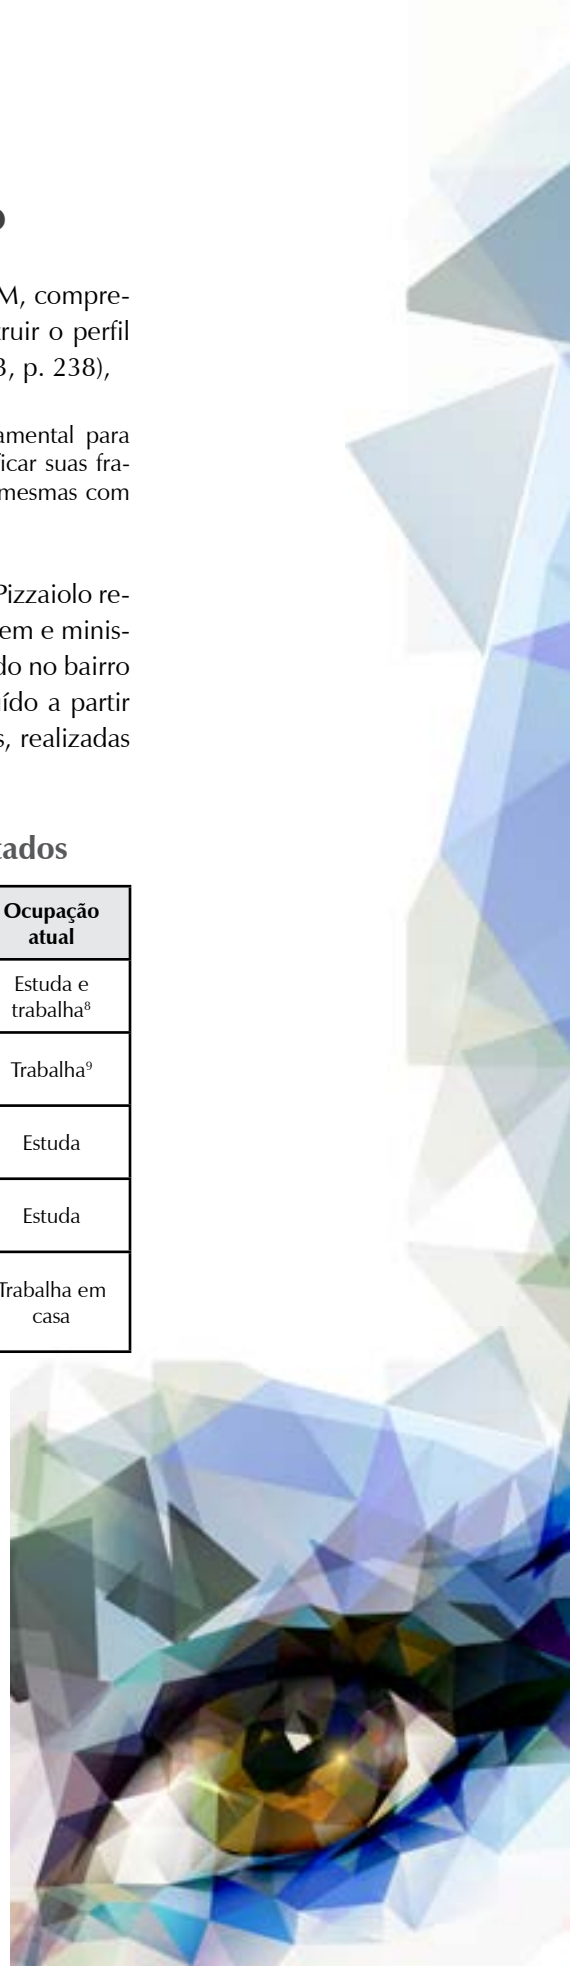 M, compre-
ruir o perfil
3, p. 238),
amental para
ficar suas fra-
mesmas com
Pizzaiolo re-
em e minis-
do no bairro
ído a partir
s, realizadas
tados
Ocupação
atual
Estuda e
trabalha⁸
Trabalha⁹
Estuda
Estuda
Trabalha em
casa